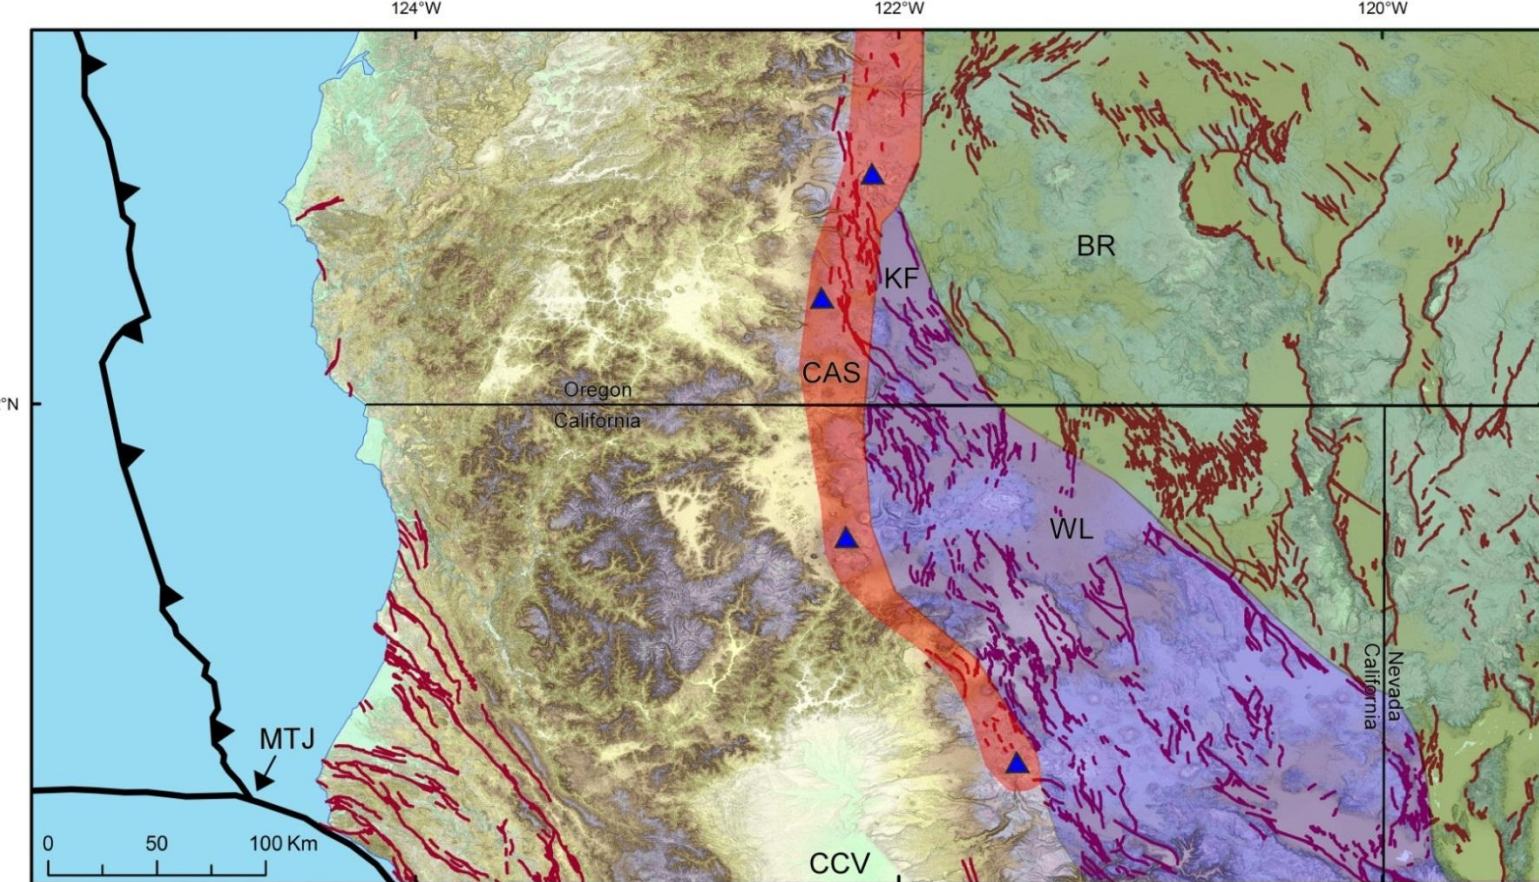 124°W
122°W
120°W
BR
KF
CAS
Oregon
°N
California
WL
Nevada
California
MTJ
0 50 100 Km
CCV